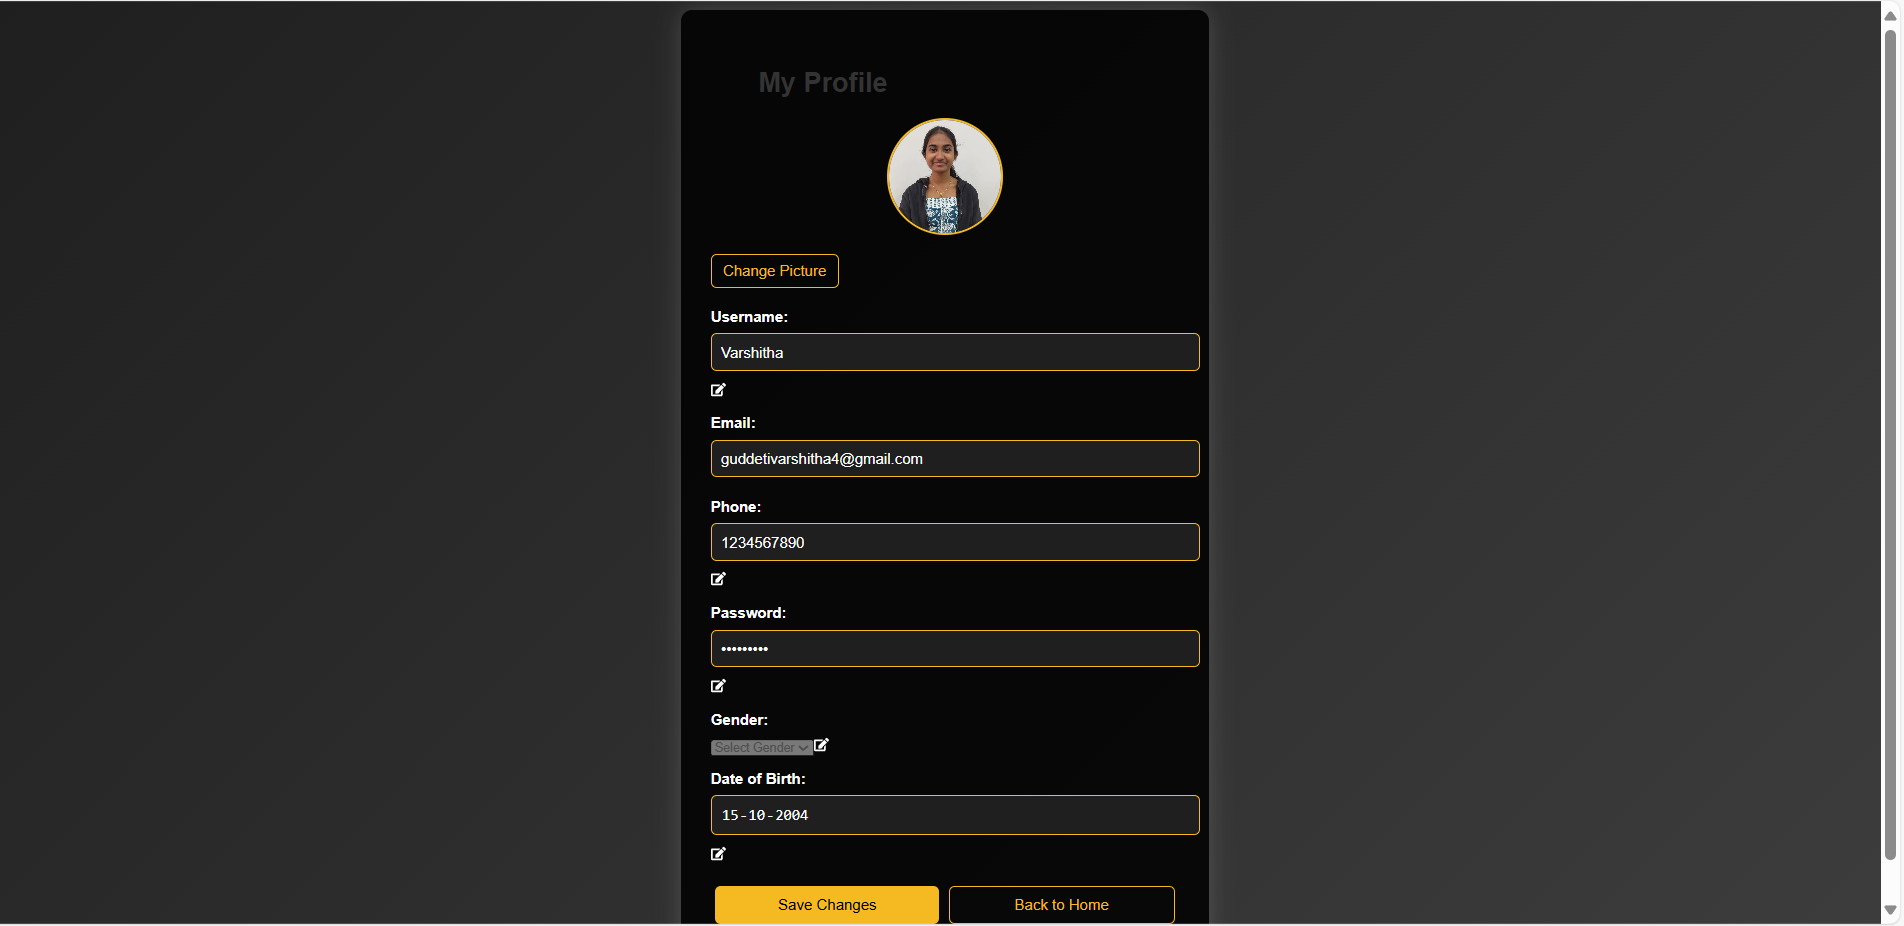 My Profile
Change Picture
Username:
Varshitha
Email:
guddetivarshitha4@gmail.com
Phone:
1234567890
Password:
•••••••••
Gender:
Select Gender
Date of Birth:
15-10-2004
Save Changes
Back to Home